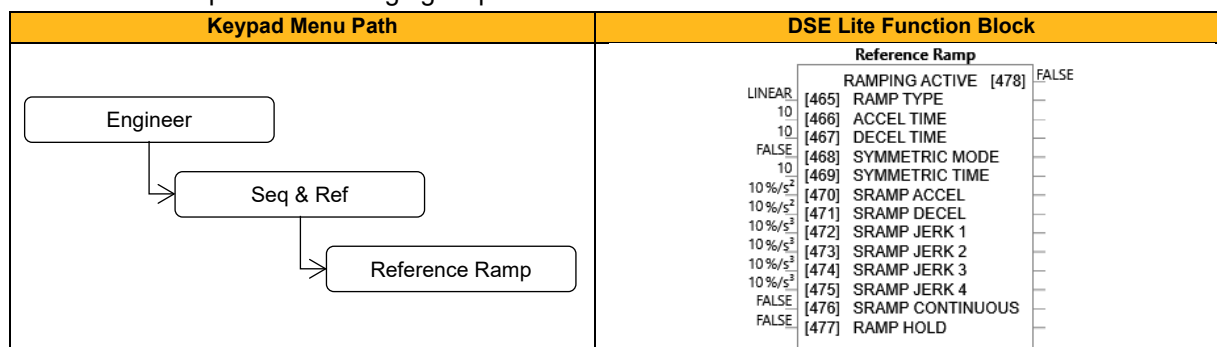 Keypad Menu Path
DSE Lite Function Block
Engineer
Seq & Ref
Reference Ramp
Reference Ramp
RAMPING ACTIVE [478] FALSE
LINEAR [465] RAMP TYPE
10 [466] ACCEL TIME
10 [467] DECEL TIME
FALSE [468] SYMMETRIC MODE
10 [469] SYMMETRIC TIME
10 %/s² [470] SRAMP ACCEL
10 %/s² [471] SRAMP DECEL
10 %/s³ [472] SRAMP JERK 1
10 %/s³ [473] SRAMP JERK 2
10 %/s³ [474] SRAMP JERK 3
10 %/s³ [475] SRAMP JERK 4
FALSE [476] SRAMP CONTINUOUS
FALSE [477] RAMP HOLD